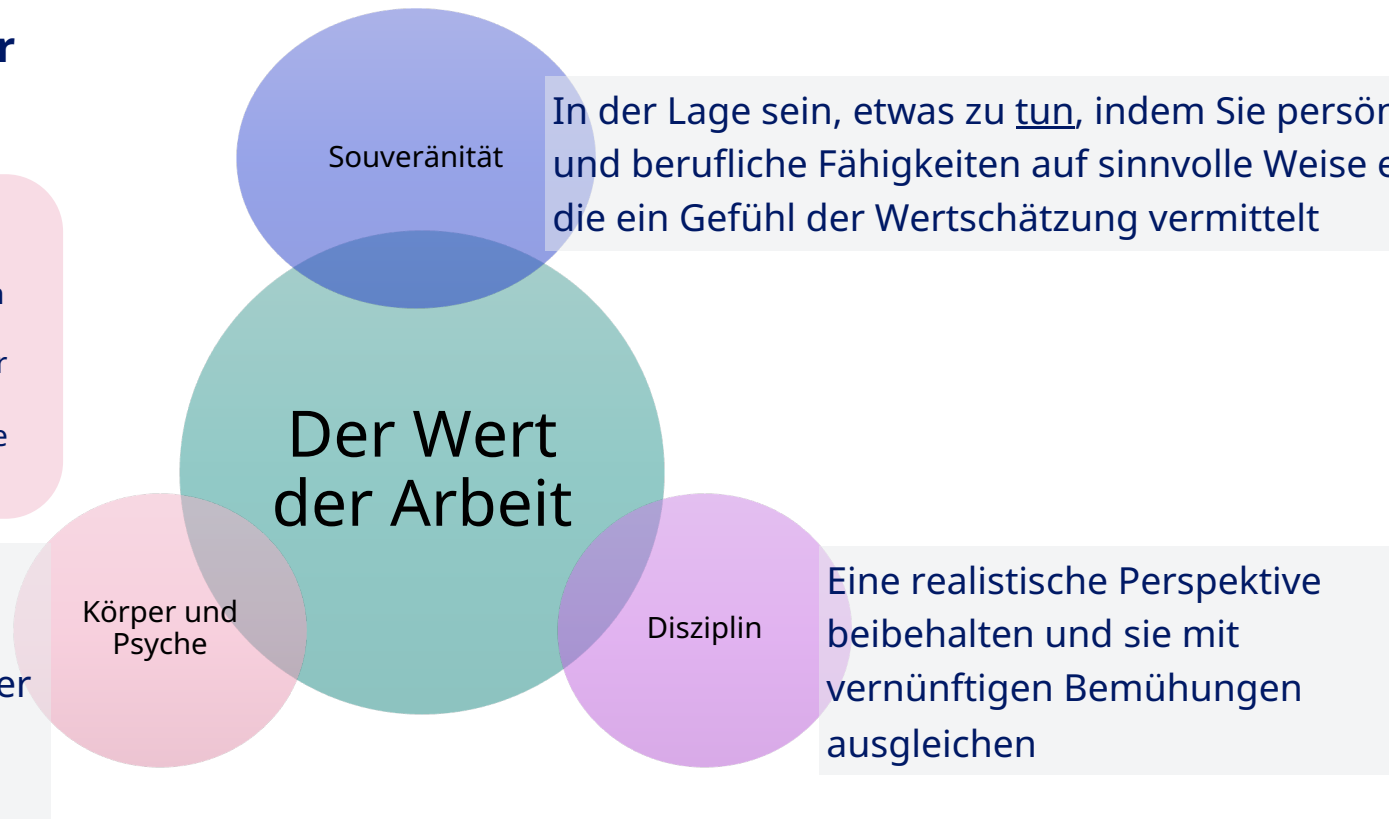 r
In der Lage sein, etwas zu tun, indem Sie
und berufliche Fähigkeiten auf sinnvolle Weise
die ein Gefühl der Wertschätzung vermittelt
Souveränität
r
e
Der Wert
der Arbeit
Körper und
Psyche
er
Disziplin
Eine realistische Perspektive
beibehalten und sie mit
vernünftigen Bemühungen
ausgleichen